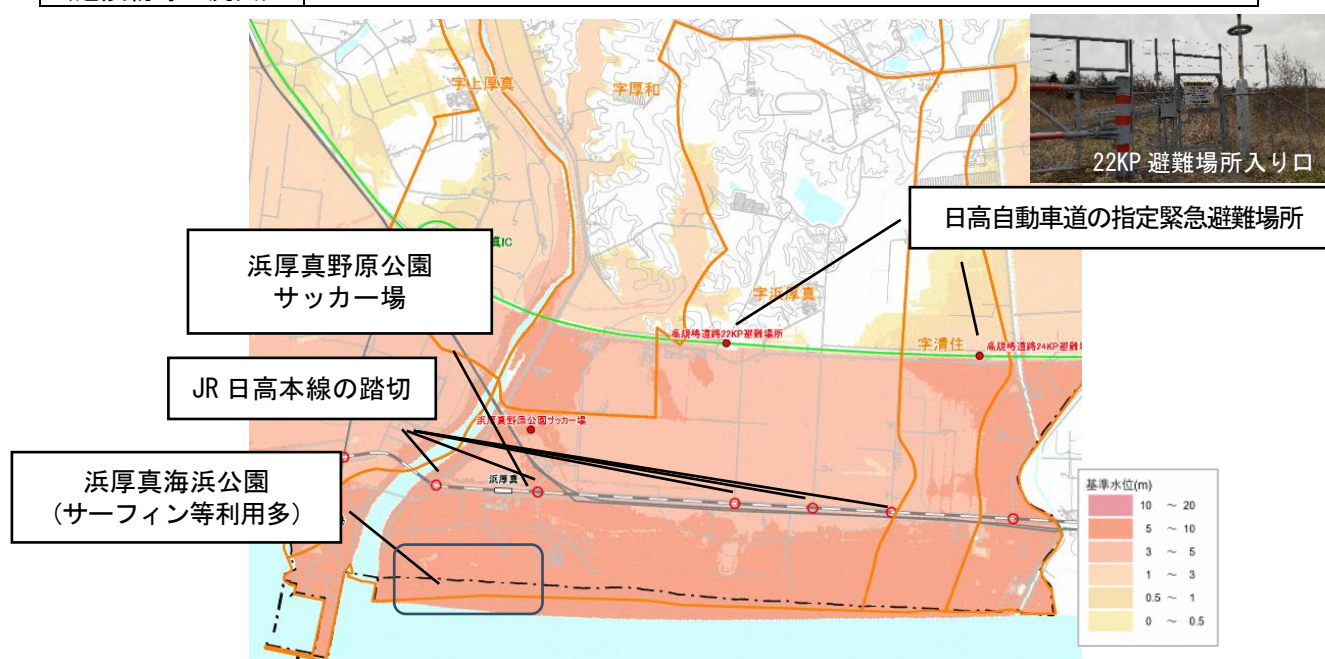 字上厚真
字厚和
22KP 避難場所入り口
日高自動車道の指定緊急避難場所
真IC
浜厚真野原公園
サッカー場
字浜厚真
高規格道路22KP避難場所
字清住
高規格道路24KP避難
JR 日高本線の踏切
浜厚真野原公園サッカー場
浜厚真
浜厚真海浜公園
（サーフィン等利用多）
基準水位(m)
10 ～ 20
5 ～ 10
3 ～ 5
1 ～ 3
0.5 ～ 1
0 ～ 0.5